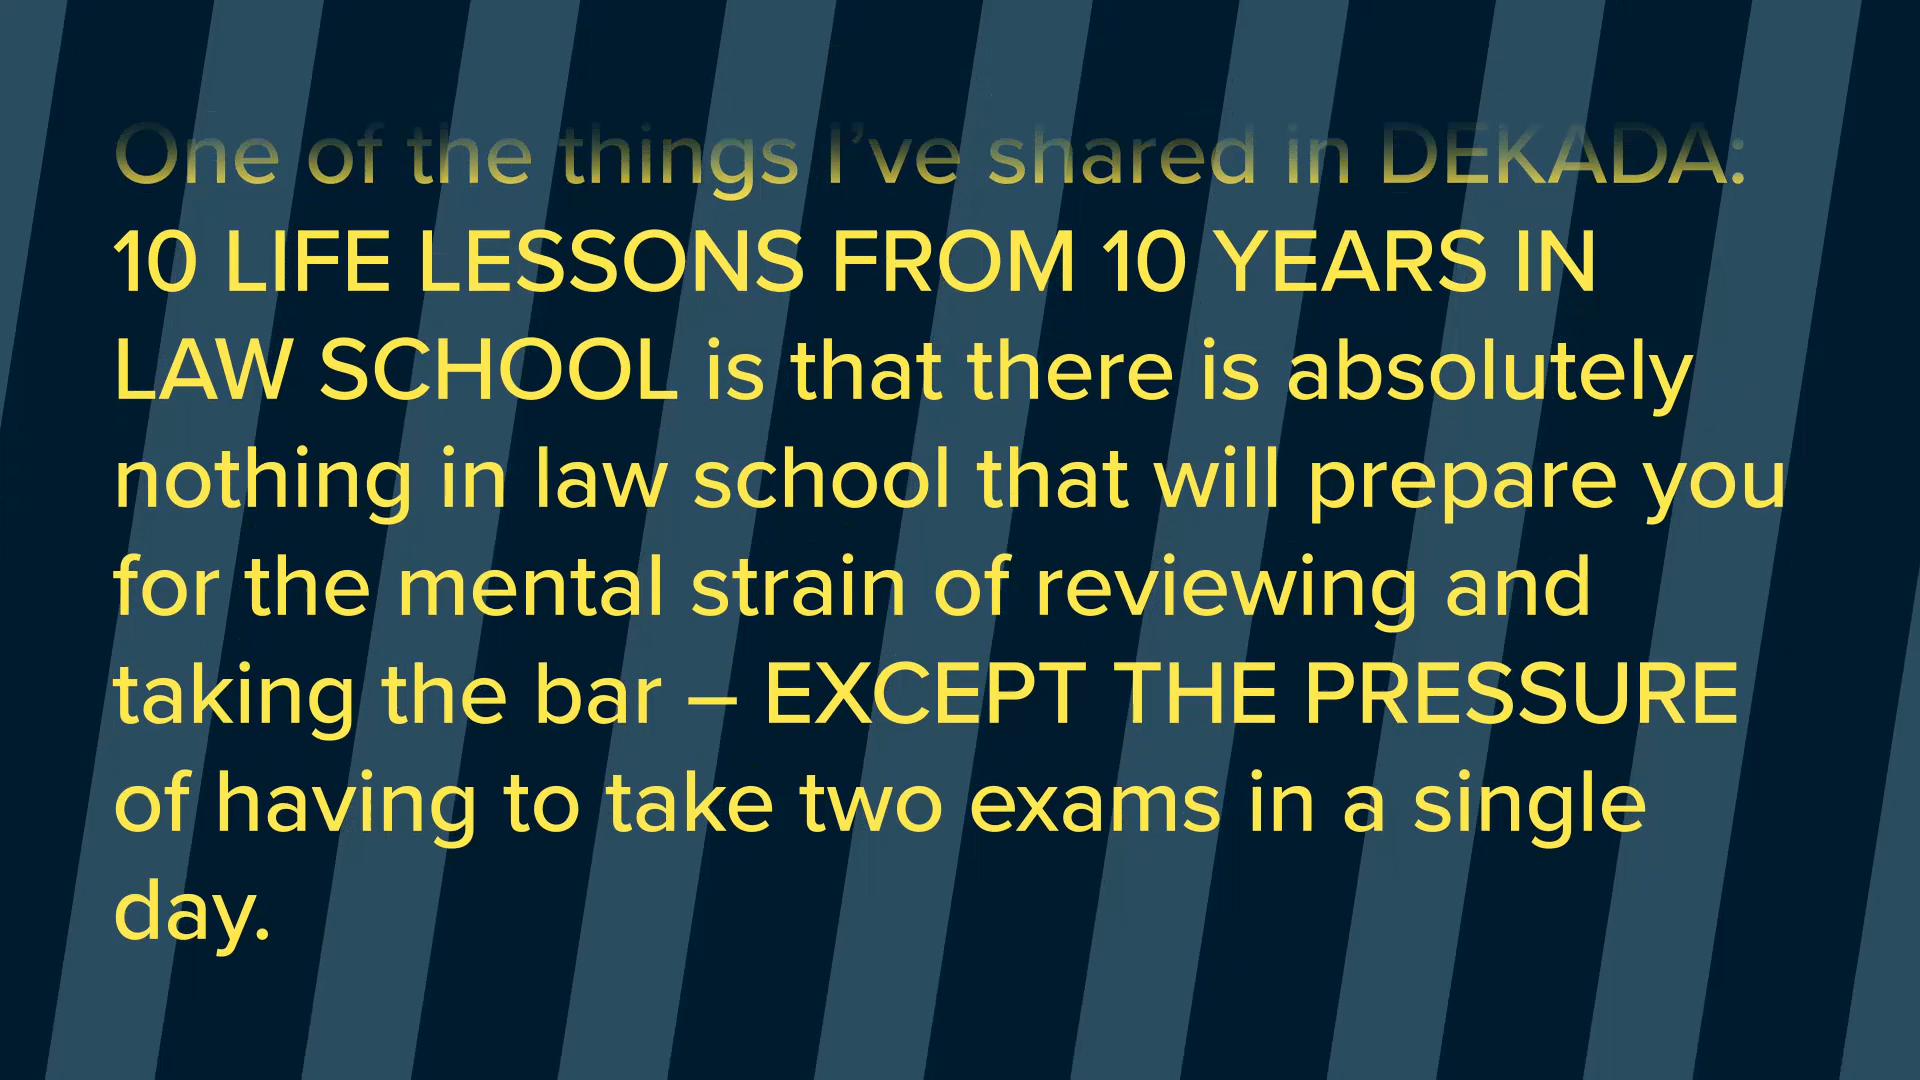 One of the things I’ve shared in DEKADA:
10 LIFE LESSONS FROM 10 YEARS IN
LAW SCHOOL is that there is absolutely
nothing in law school that will prepare you
for the mental strain of reviewing and
taking the bar – EXCEPT THE PRESSURE
of having to take two exams in a single
day.